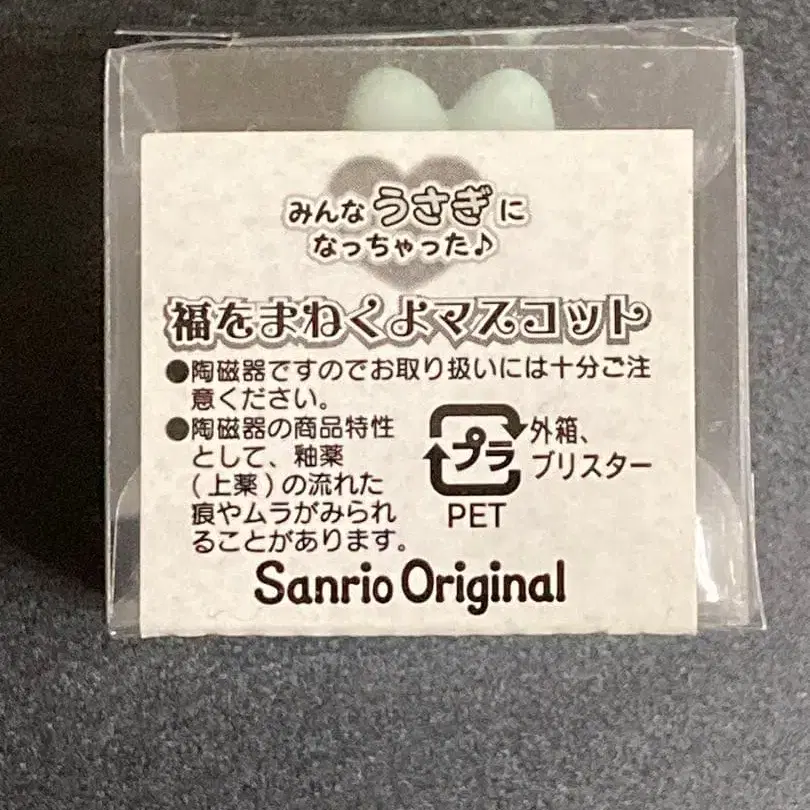 みんなうさぎに
なっちゃった♪
福をまねくよマスコット
●陶磁器ですのでお取り扱いには十分ご注
意ください。
●陶磁器の商品特性
として、釉薬
(上薬)の流れた
痕やムラがみられ
ることがあります。
プラ
PET
外箱、
ブリスター
Sanrio Original